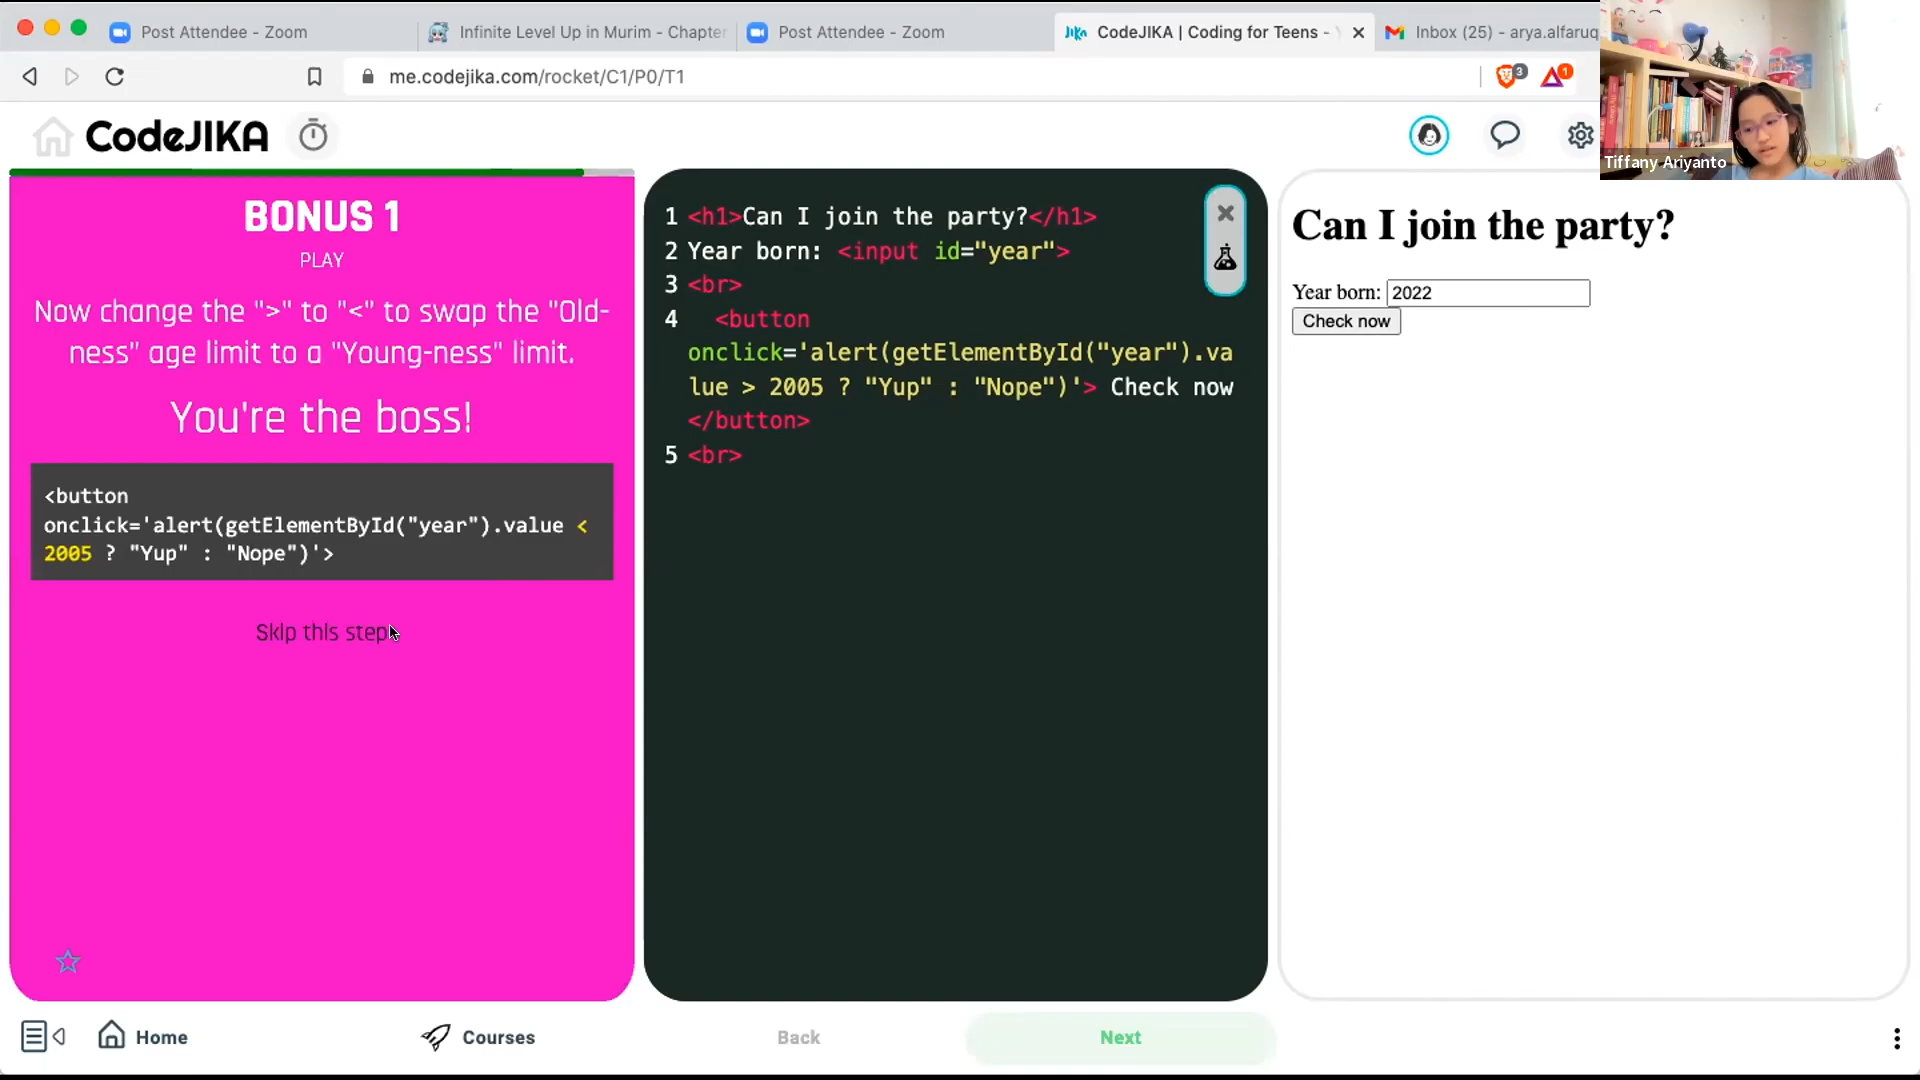 Post Attendee - Zoom
Infinite Level Up in Murim - Chapter
Post Attendee - Zoom
CodeJIKA | Coding for Teens -
Inbox (25) - arya.alfaruq
me.codejika.com/rocket/C1/P0/T1
3
1
CodeJIKA
Tiffany Ariyanto
BONUS 1
PLAY
Now change the ">" to "<" to swap the "Old-
ness" age limit to a "Young-ness" limit.
You're the boss!
<button
onclick='alert(getElementById("year").value <
2005 ? "Yup" : "Nope")'>
Skip this step
1 <h1>Can I join the party?</h1>
2 Year born: <input id="year">
3 <br>
4 <button
onclick='alert(getElementById("year").va
lue > 2005 ? "Yup" : "Nope")'> Check now
</button>
5 <br>
Can I join the party?
Year born: 2022
Check now
Home
Courses
Back
Next